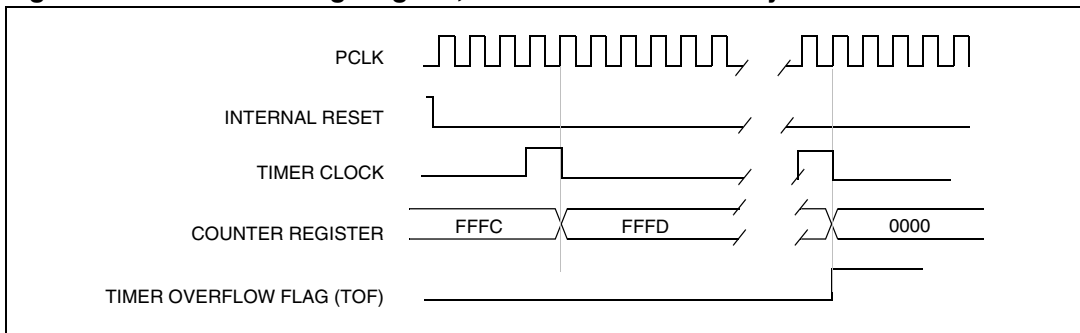 PCLK
INTERNAL RESET
TIMER CLOCK
COUNTER REGISTER FFFC FFFD 0000
TIMER OVERFLOW FLAG (TOF)